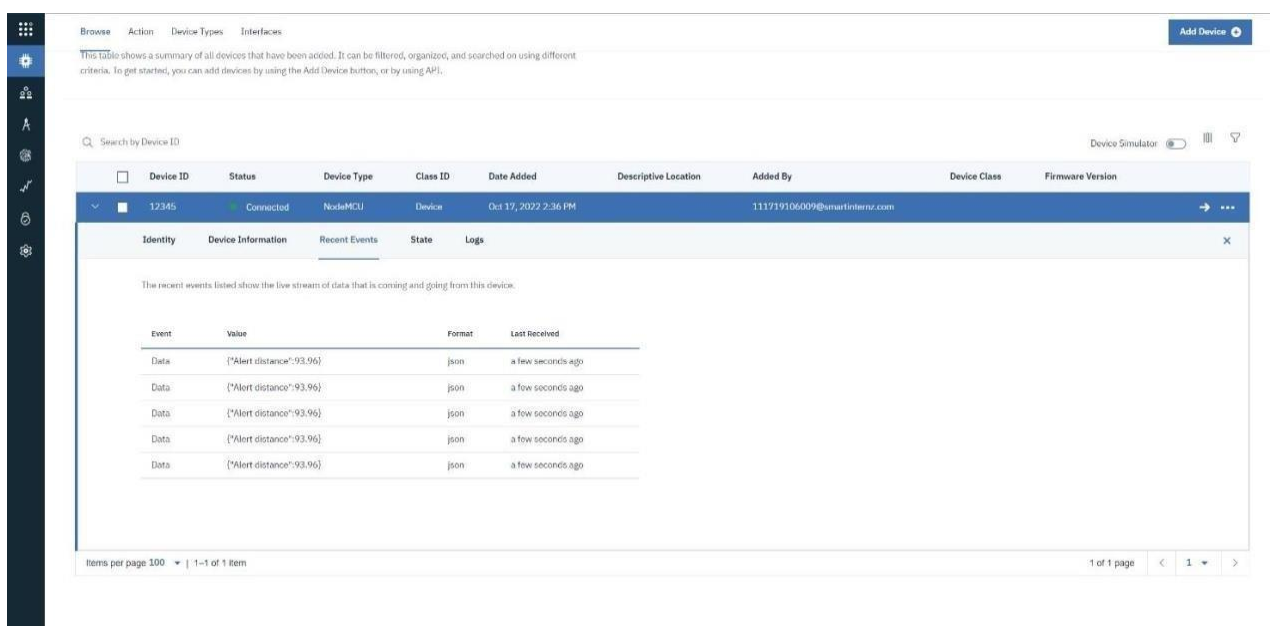 Browse Action Device Types Interfaces Add Device
This table shows a summary of all devices that have been added. It can be filtered, organized, and searched on using different
criteria. To get started, you can add devices by using the Add Device button, or by using API.
Search by Device ID Device Simulator
Device ID Status Device Type Class ID Date Added Descriptive Location Added By Device Class Firmware Version
12345 Connected NodeMCU Device Oct 17, 2022 2:36 PM 111719106009@smartinternz.com
Identity Device Information Recent Events State Logs
The recent events listed show the live stream of data that is coming and going from this device.
Event Value Format Last Received
Data {"Alert distance":93.96} json a few seconds ago
Data {"Alert distance":93.96} json a few seconds ago
Data {"Alert distance":93.96} json a few seconds ago
Data {"Alert distance":93.96} json a few seconds ago
Data {"Alert distance":93.96} json a few seconds ago
Items per page 100 | 1–1 of 1 item 1 of 1 page 1